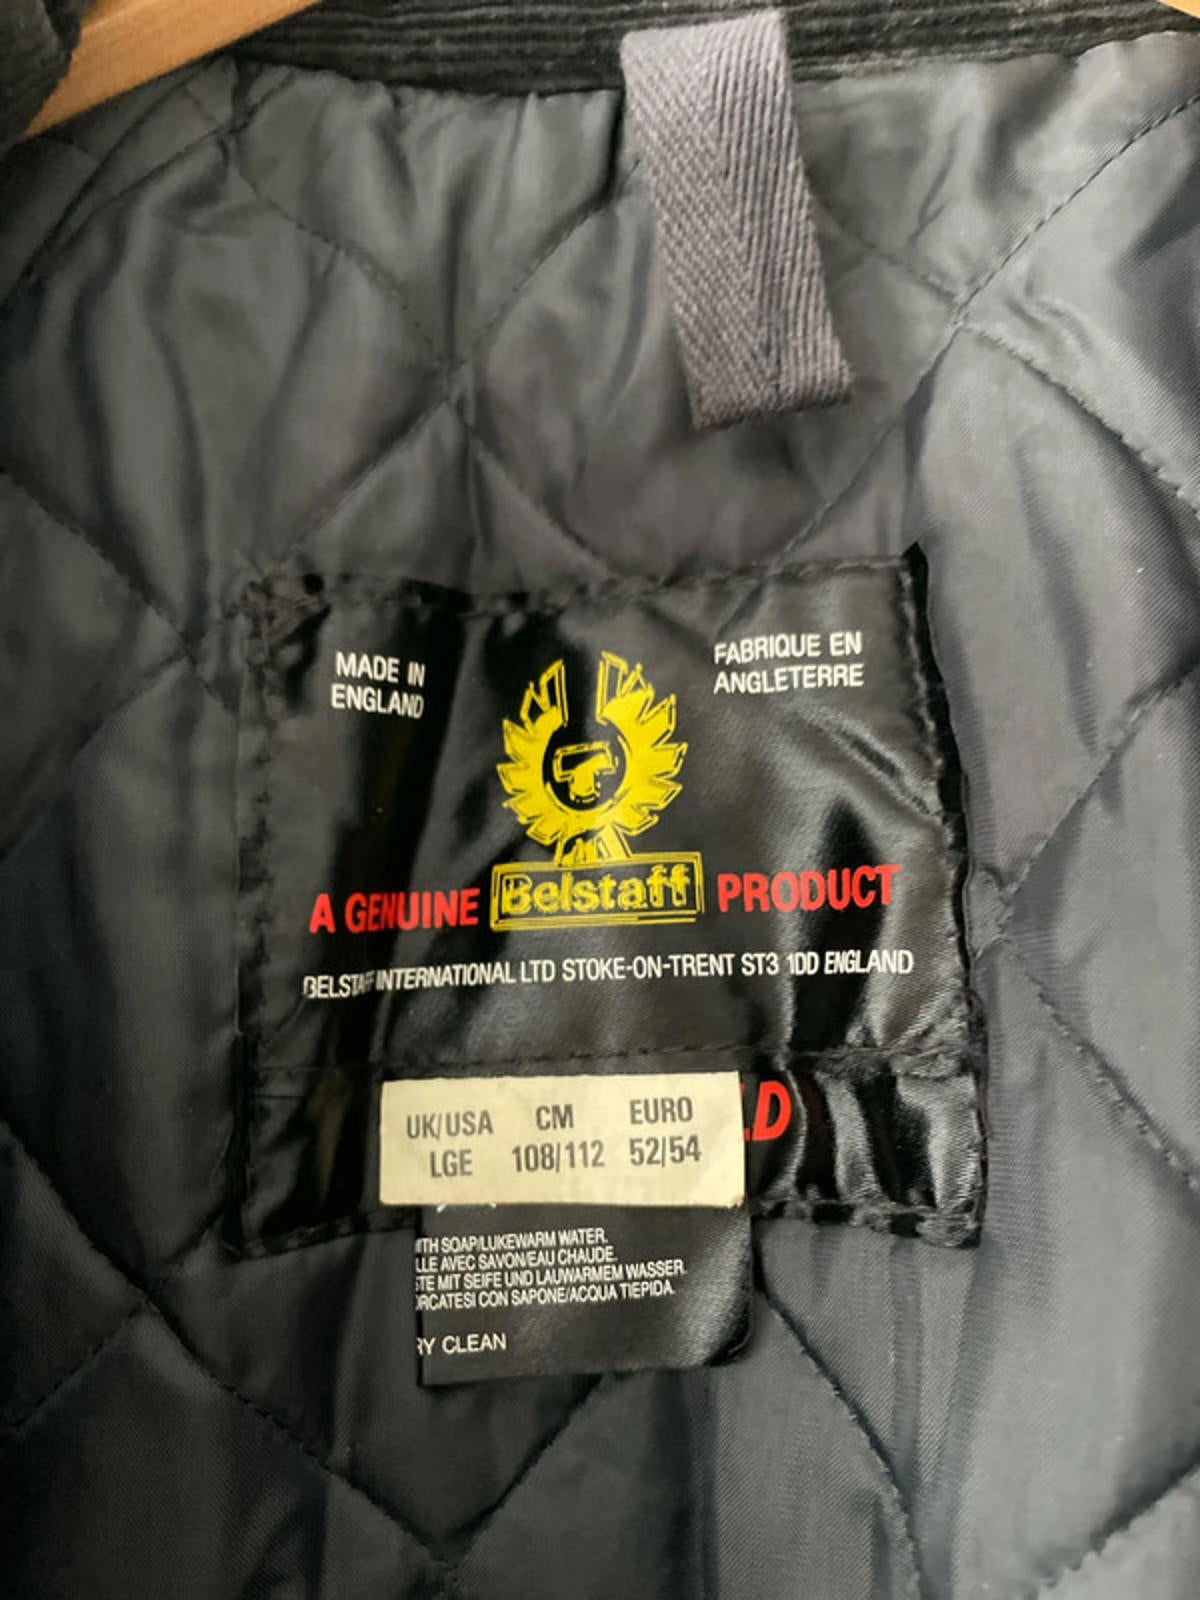 MADE IN
ENGLAND
FABRIQUE EN
ANGLETERRE
A GENUINE Belstaff PRODUCT
BELSTAFF INTERNATIONAL LTD STOKE-ON-TRENT ST3 1DD ENGLAND
LD
UK/USA CM EURO
LGE 108/112 52/54
ITH SOAP/LUKEWARM WATER.
LLE AVEC SAVON/EAU CHAUDE.
STE MIT SEIFE UND LAUWARMEM WASSER.
ORCATESI CON SAPONE/ACQUA TIEPIDA.
RY CLEAN